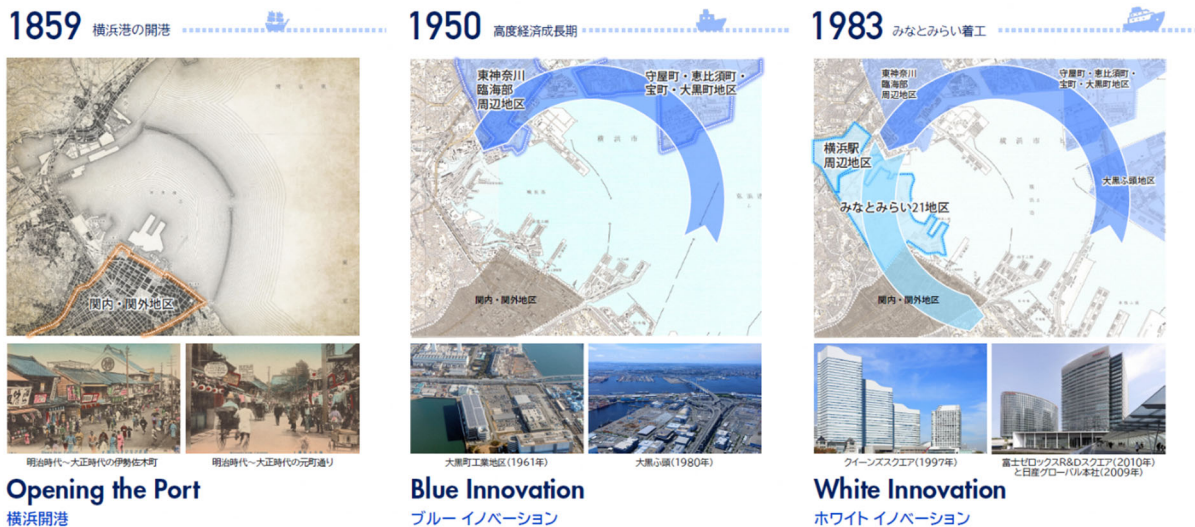 1859 横浜港の開港
東神奈川
関内・関外地区
明治時代~大正時代の伊勢佐木町
明治時代~大正時代の元町通り
Opening the Port
横浜開港
1950 高度経済成長期
東神奈川
臨海部
周辺地区
守屋町・恵比須町・
宝町・大黒町地区
横浜市
関内・関外地区
大黒町工業地区(1961年)
大黒ふ頭(1980年)
Blue Innovation
ブルー イノベーション
1983 みなとみらい着工
東神奈川
臨海部
周辺地区
守屋町・恵比須町・
宝町・大黒町地区
横浜駅
周辺地区
大黒ふ頭地区
みなとみらい21地区
関内・関外地区
クイーンズスクエア(1997年)
富士ゼロックスR&Dスクエア(2010年)
と日産グローバル本社(2009年)
White Innovation
ホワイト イノベーション